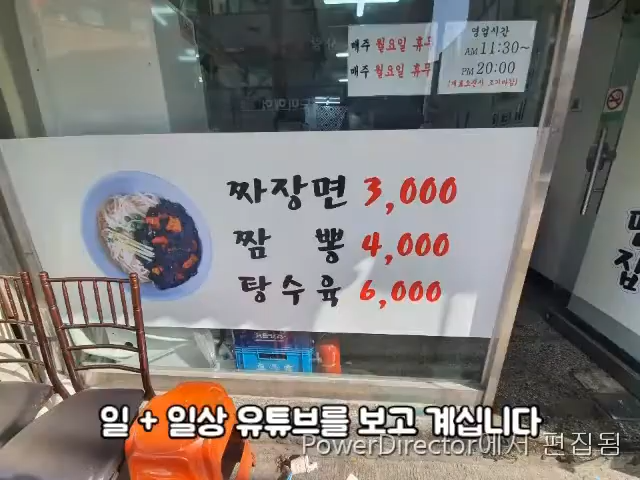 매주 월요일 휴무
매주 월요일 휴무
영업시간
AM 11:30~
PM 20:00
(재료소진시 조기마감)
짜장면 3,000
짬 뽕 4,000
탕수육 6,000
집
일 + 일상 유튜브를 보고 계십니다
PowerDirector에서 편집됨